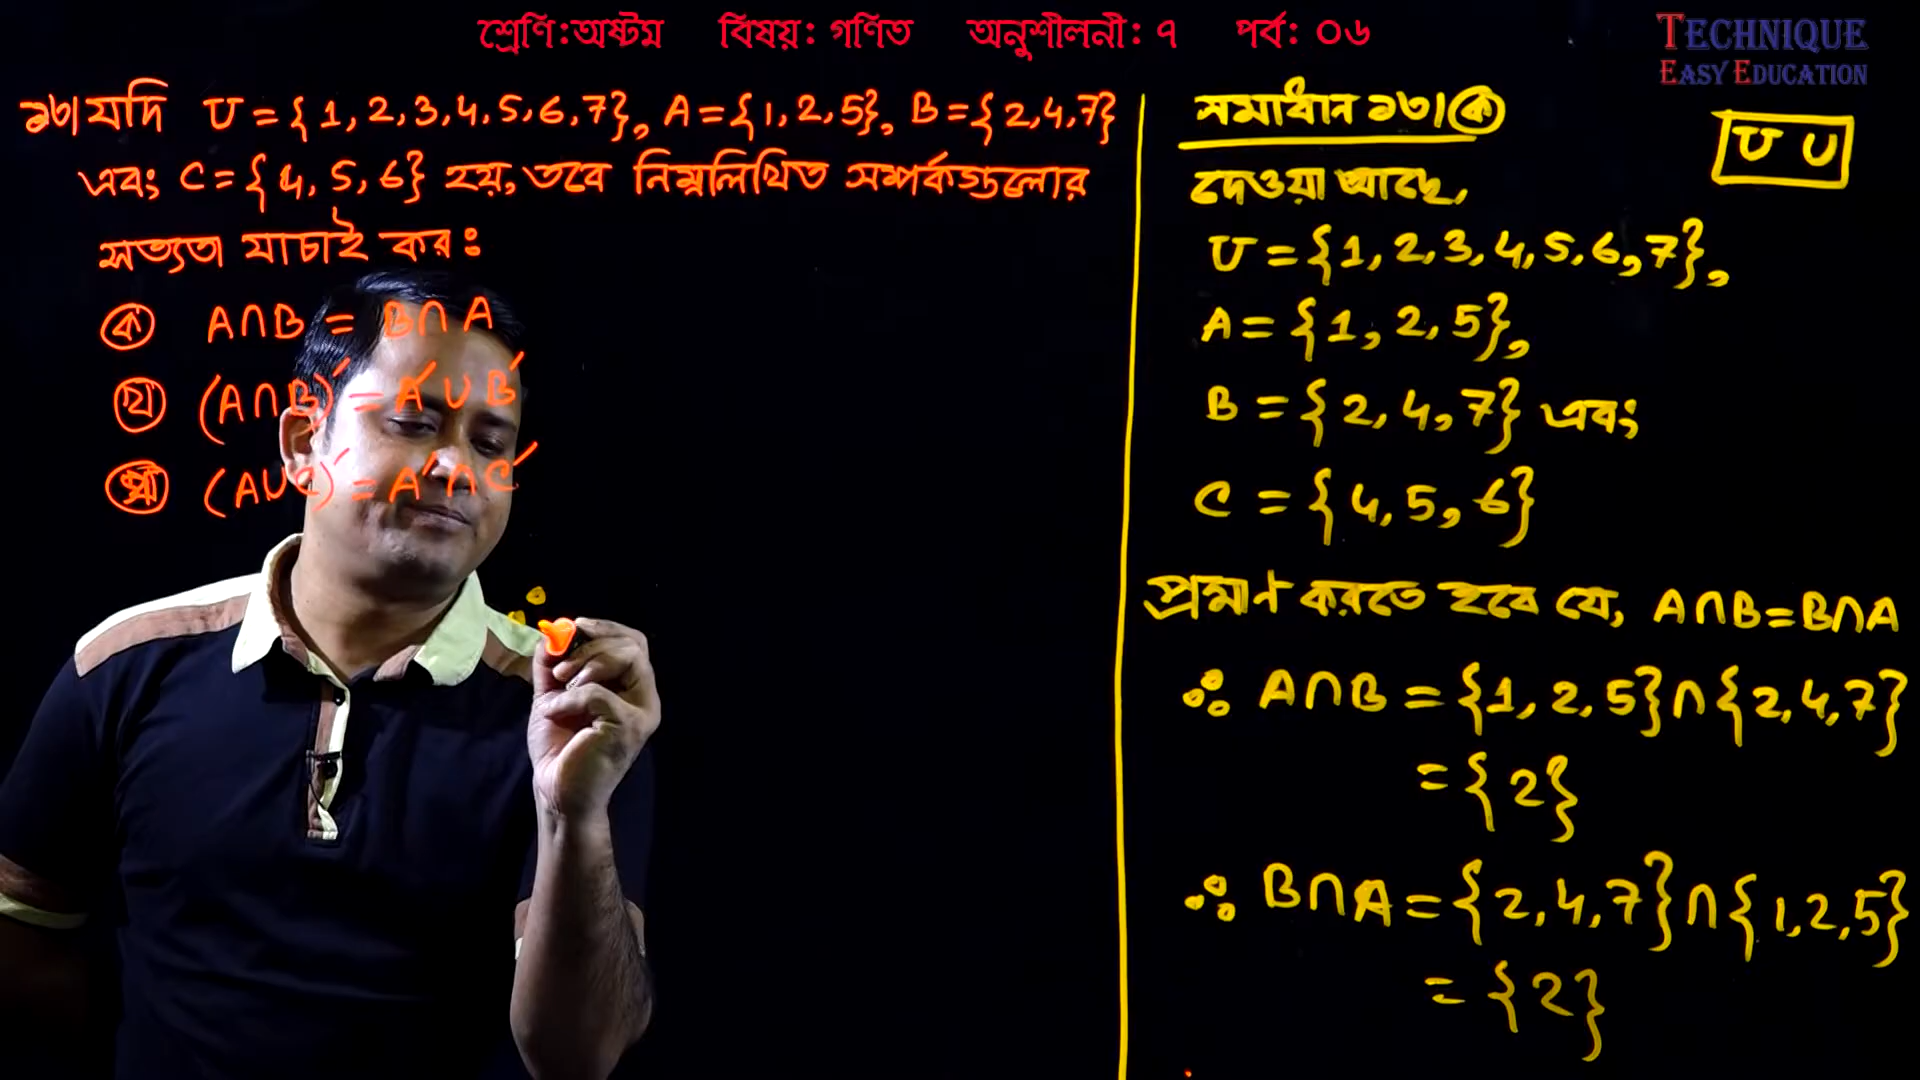 শ্রেণি:অষ্টম বিষয়: গণিত অনুশীলনী: ৭ পর্ব: ০৬
TECHNIQUE
EASY EDUCATION
১৩। যদি U = {1, 2, 3, 4, 5, 6, 7}, A = {1, 2, 5}, B = {2, 4, 7}
এবং C = {4, 5, 6} হয়, তবে নিম্নলিখিত সম্পর্কগুলোর
সত্যতা যাচাই কর:
ক A∩B = B∩A
খ (A∩B)′ = A′∪B′
গ (A∪C)′ = A′∩C′
সমাধান ১৩। ক
U U
দেওয়া আছে,
U = {1, 2, 3, 4, 5, 6, 7},
A = {1, 2, 5},
B = {2, 4, 7} এবং
C = {4, 5, 6}
প্রমাণ করতে হবে যে, A∩B = B∩A
∴ A∩B = {1, 2, 5} ∩ {2, 4, 7}
= {2}
∴ B∩A = {2, 4, 7} ∩ {1, 2, 5}
= {2}